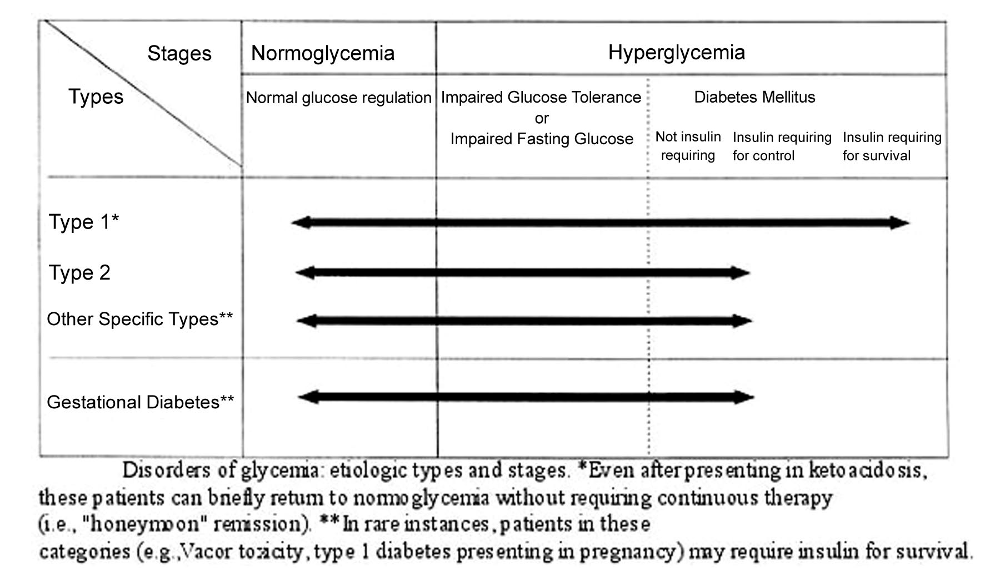 Stages
Normoglycemia
Hyperglycemia
Types
Normal glucose regulation
Impaired Glucose Tolerance
or
Impaired Fasting Glucose
Diabetes Mellitus
Not insulin
requiring
Insulin requiring
for control
Insulin requiring
for survival
Type 1*
Type 2
Other Specific Types**
Gestational Diabetes**
Disorders of glycemia: etiologic types and stages. *Even after presenting in ketoacidosis,
these patients can briefly return to normoglycemia without requiring continuous therapy
(i.e., "honeymoon" remission). **In rare instances, patients in these
categories (e.g., Vacor toxicity, type 1 diabetes presenting in pregnancy) may require insulin for survival.